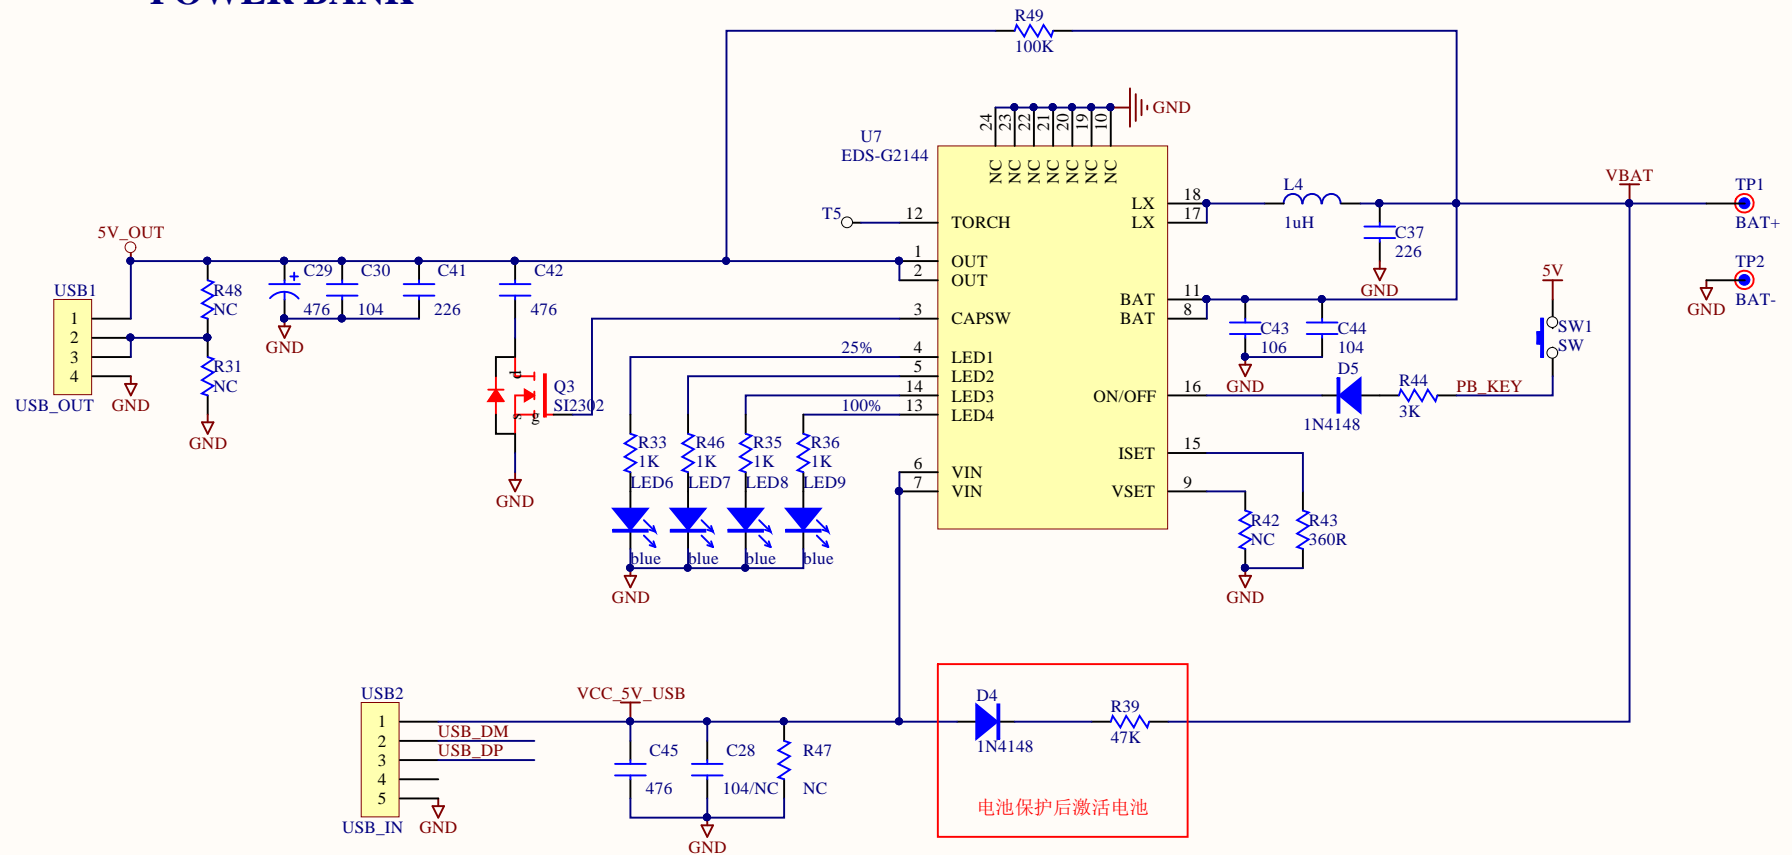 POWER BANK
R49
100K
GND
24
23
22
21
20
19
10
U7
EDS-G2144
NC
NC
NC
NC
NC
NC
NC
T5
12
TORCH
LX
18
LX
17
L4
1uH
C37
226
GND
VBAT
TP1
BAT+
TP2
BAT-
GND
5V_OUT
1
OUT
2
OUT
USB1
1
2
3
4
USB_OUT
GND
R48
NC
R31
NC
GND
C29
476
C30
104
C41
226
GND
C42
476
3
CAPSW
BAT
11
BAT
8
C43
106
C44
104
GND
5V
SW1
SW
d
s
g
Q3
SI2302
GND
25%
4
LED1
5
LED2
14
LED3
100%
13
LED4
ON/OFF
16
D5
1N4148
R44
3K
PB_KEY
R33
1K
LED6
R46
1K
LED7
R35
1K
LED8
R36
1K
LED9
blue
blue
blue
blue
GND
6
VIN
7
VIN
ISET
15
VSET
9
R42
NC
R43
360R
GND
USB2
1
2
3
4
5
USB_IN
USB_DM
USB_DP
GND
VCC_5V_USB
C45
476
C28
104/NC
R47
NC
GND
D4
1N4148
R39
47K
电池保护后激活电池